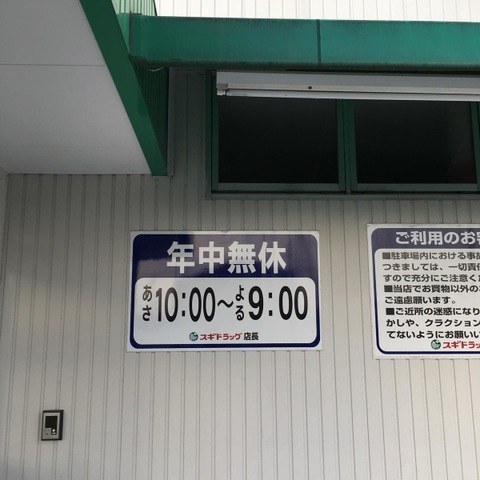 年中無休
あさ10:00〜よる9:00
スギドラッグ 店長
ご利用のお
■駐車場内における事
つきましては、一切責
すので充分にご注意く
■当店でお買物以外の
ご遠慮願います。
■ご近所の迷惑になり
かしや、クラクション
てないようにお願いい
スギドラ